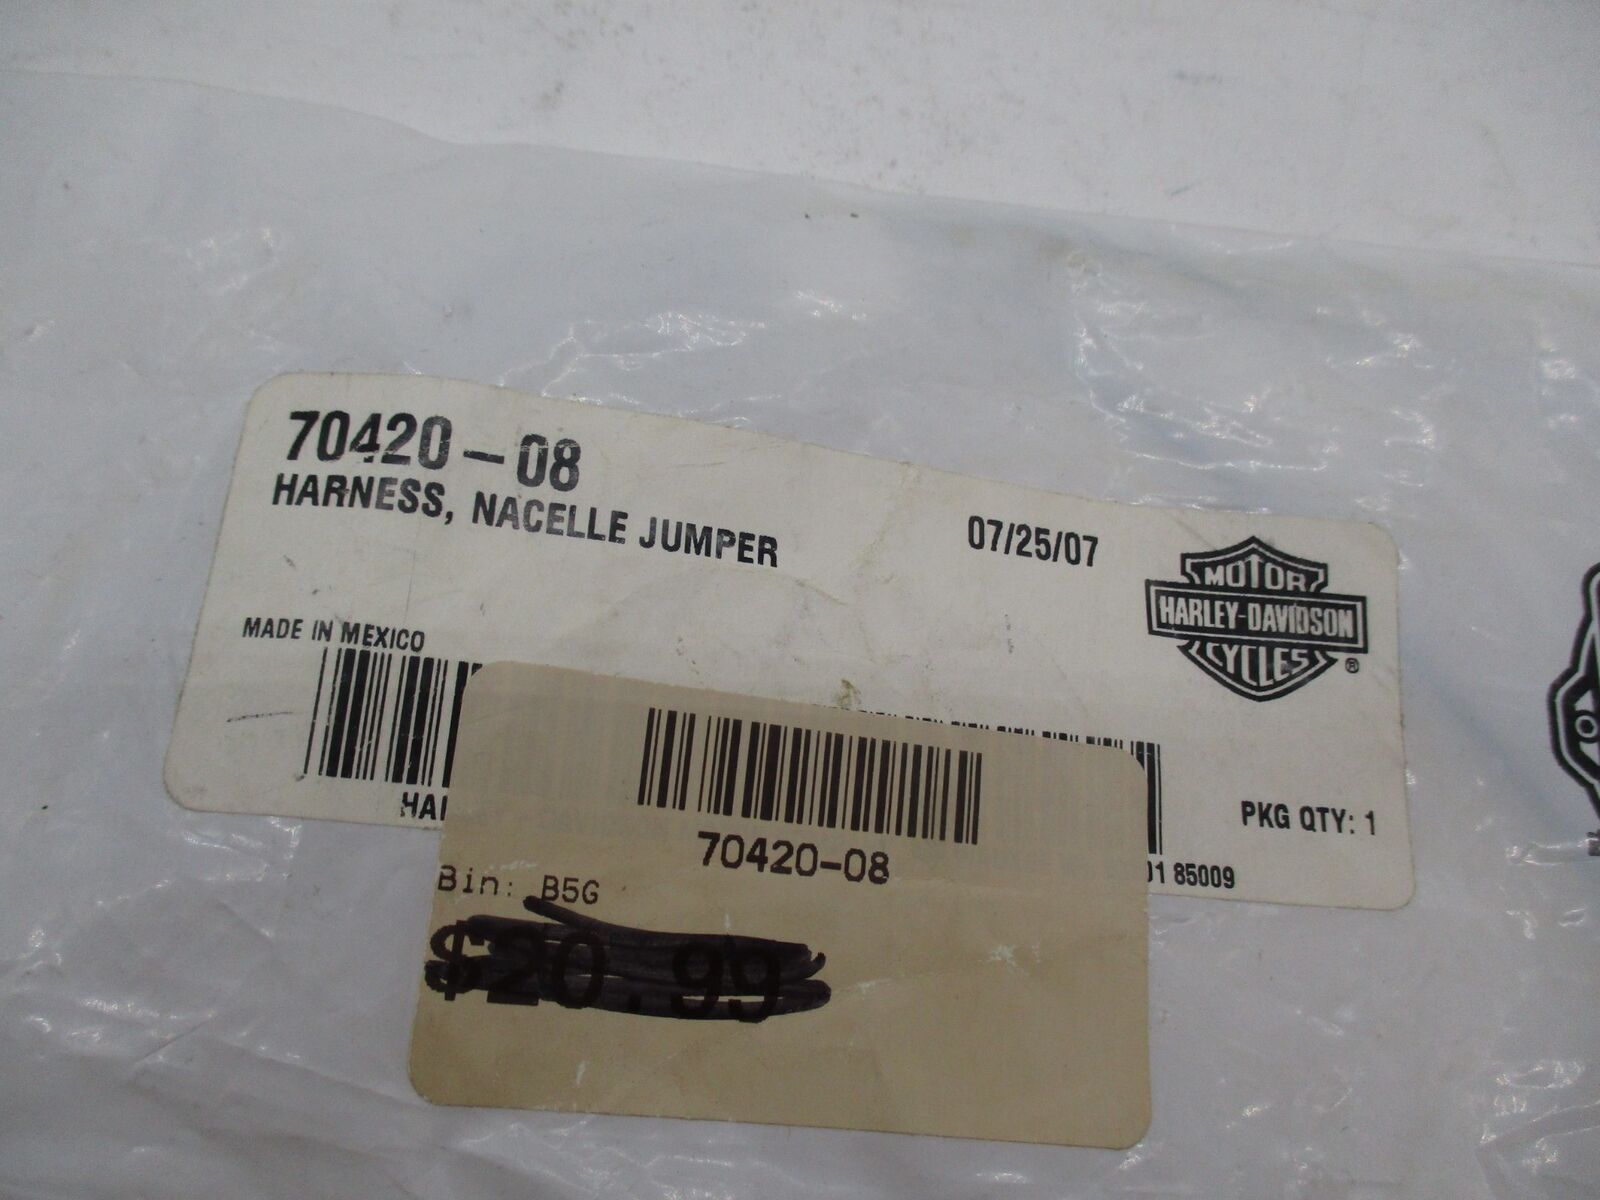 70420-08
HARNESS, NACELLE JUMPER
07/25/07
MOTOR
HARLEY-DAVIDSON
CYCLES
®
MADE IN MEXICO
PKG QTY: 1
01 85009
70420-08
Bin: B5G
$20.99